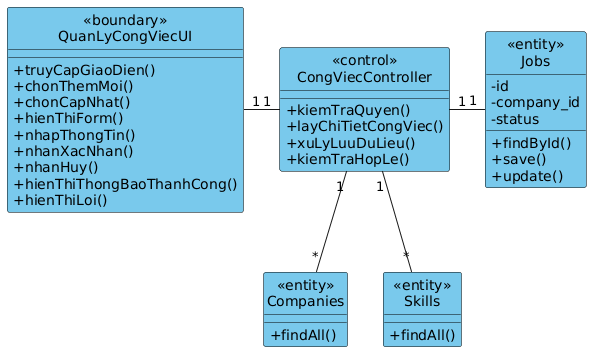 «boundary»
QuanLyCongViecUI
+truyCapGiaoDien()
+chonThemMoi()
+chonCapNhat()
+hienThiForm()
+nhapThongTin()
+nhanXacNhan()
+nhanHuy()
+hienThiThongBaoThanhCong()
+hienThiLoi()
1 1
«control»
CongViecController
+kiemTraQuyen()
+layChiTietCongViec()
+xuLyLuuDuLieu()
+kiemTraHopLe()
1 1
«entity»
Jobs
-id
-company_id
-status
+findById()
+save()
+update()
1
*
1
*
«entity»
Companies
+findAll()
«entity»
Skills
+findAll()